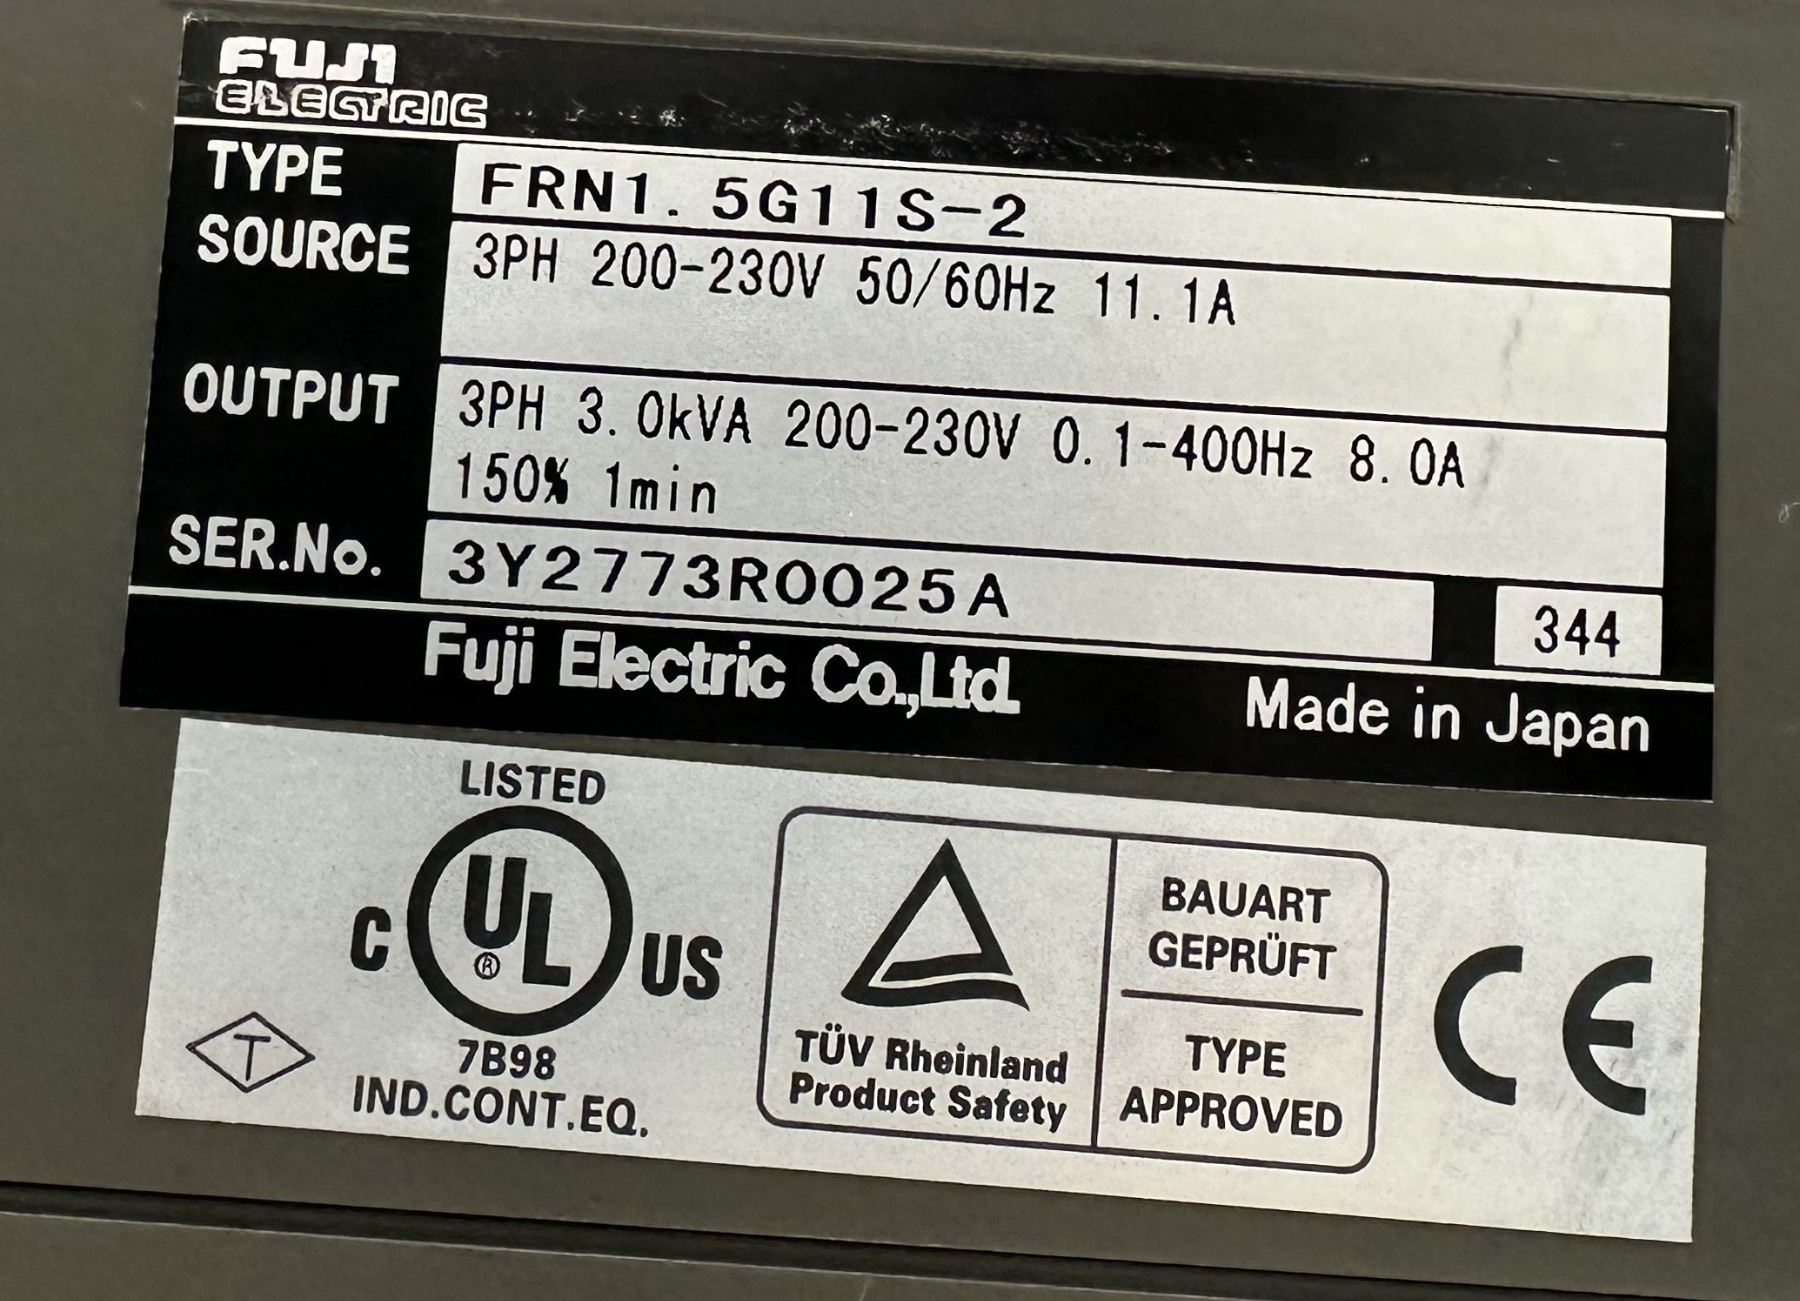 FUJI
ELECTRIC
TYPE FRN1.5G11S-2
SOURCE 3PH 200-230V 50/60Hz 11.1A
OUTPUT 3PH 3.0kVA 200-230V 0.1-400Hz 8.0A
150% 1min
SER.No. 3Y2773R0025A 344
Fuji Electric Co.,Ltd. Made in Japan
LISTED
C UL® US
7B98
IND.CONT.EQ.
T
TÜV Rheinland
Product Safety
BAUART
GEPRÜFT
TYPE
APPROVED
CE